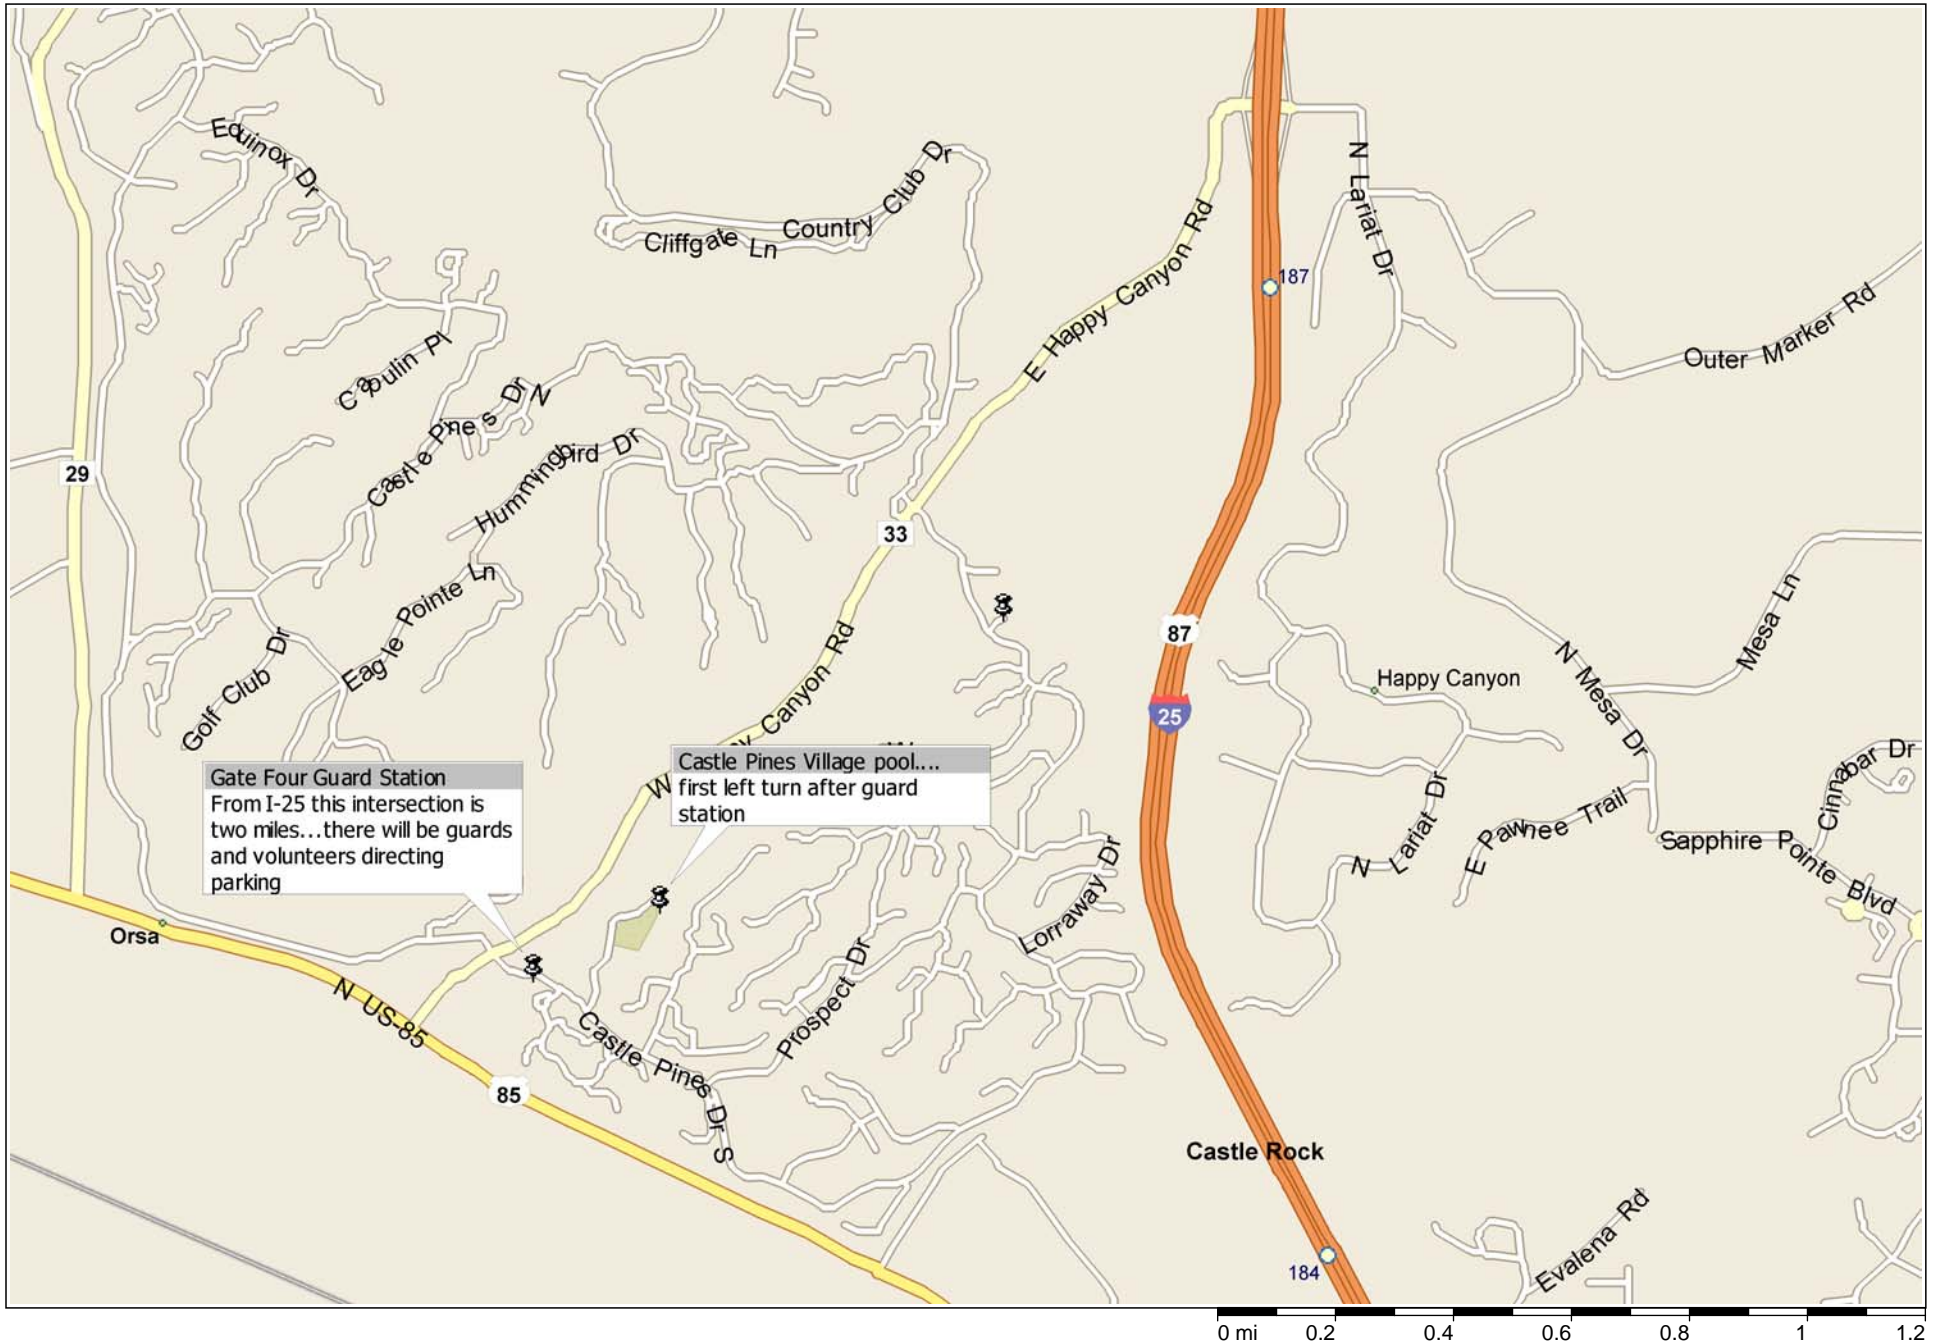 Equinox Dr
Country Club Dr
Cliffgate Ln
N Lariat Dr
E Happy Canyon Rd
187
Outer Marker Rd
Capulin Pl
Castle Pines Dr N
Hummingbird Dr
29
33
Eagle Pointe Ln
Golf Club Dr
87
25
Happy Canyon
Mesa Ln
N Mesa Dr
W
py Canyon Rd
Castle Pines Village pool....
first left turn after guard
station
Gate Four Guard Station
From I-25 this intersection is
two miles...there will be guards
and volunteers directing
parking
Cinnabar Dr
N Lariat Dr
E Pawnee Trail
Sapphire Pointe Blvd
Lorraway Dr
Orsa
N US-85
Prospect Dr
Castle Pines Dr S
85
Castle Rock
184
Evalena Rd
0 mi 0.2 0.4 0.6 0.8 1 1.2